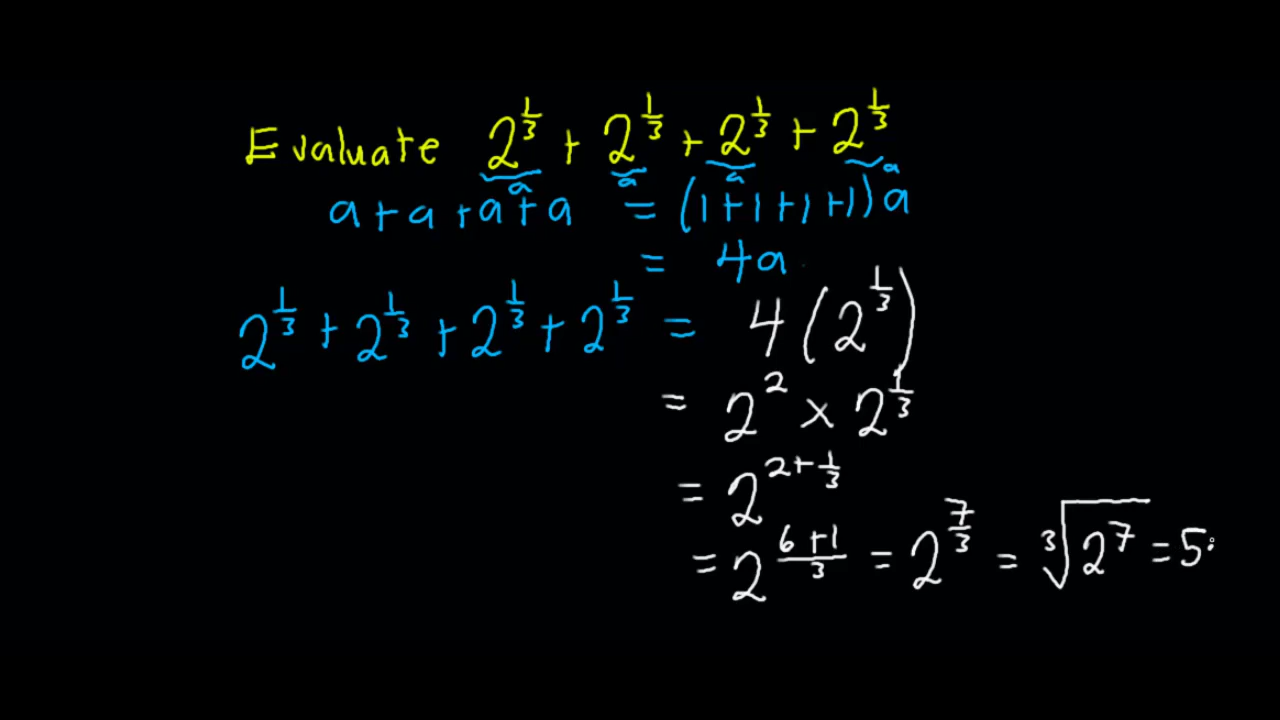 Evaluate 2^{1/3} + 2^{1/3} + 2^{1/3} + 2^{1/3}
a a a a
a + a + a + a = (1+1+1+1)a
= 4a
2^{1/3} + 2^{1/3} + 2^{1/3} + 2^{1/3} = 4(2^{1/3})
= 2^2 × 2^{1/3}
= 2^{2+1/3}
= 2^{(6+1)/3} = 2^{7/3} = ∛(2^7) = 5.